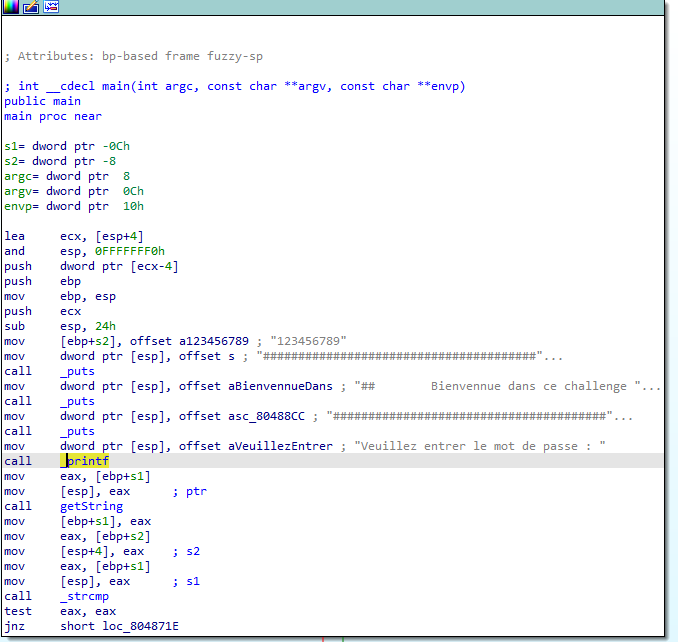 ; Attributes: bp-based frame fuzzy-sp
; int __cdecl main(int argc, const char **argv, const char **envp)
public main
main proc near
s1= dword ptr -0Ch
s2= dword ptr -8
argc= dword ptr  8
argv= dword ptr  0Ch
envp= dword ptr  10h
lea     ecx, [esp+4]
and     esp, 0FFFFFFF0h
push    dword ptr [ecx-4]
push    ebp
mov     ebp, esp
push    ecx
sub     esp, 24h
mov     [ebp+s2], offset a123456789 ; "123456789"
mov     dword ptr [esp], offset s ; "#######################################"...
call    _puts
mov     dword ptr [esp], offset aBienvennueDans ; "##        Bienvennue dans ce challenge "...
call    _puts
mov     dword ptr [esp], offset asc_80488CC ; "#######################################"...
call    _puts
mov     dword ptr [esp], offset aVeuillezEntrer ; "Veuillez entrer le mot de passe : "
call    _printf
mov     eax, [ebp+s1]
mov     [esp], eax      ; ptr
call    getString
mov     [ebp+s1], eax
mov     eax, [ebp+s2]
mov     [esp+4], eax    ; s2
mov     eax, [ebp+s1]
mov     [esp], eax      ; s1
call    _strcmp
test    eax, eax
jnz     short loc_804871E